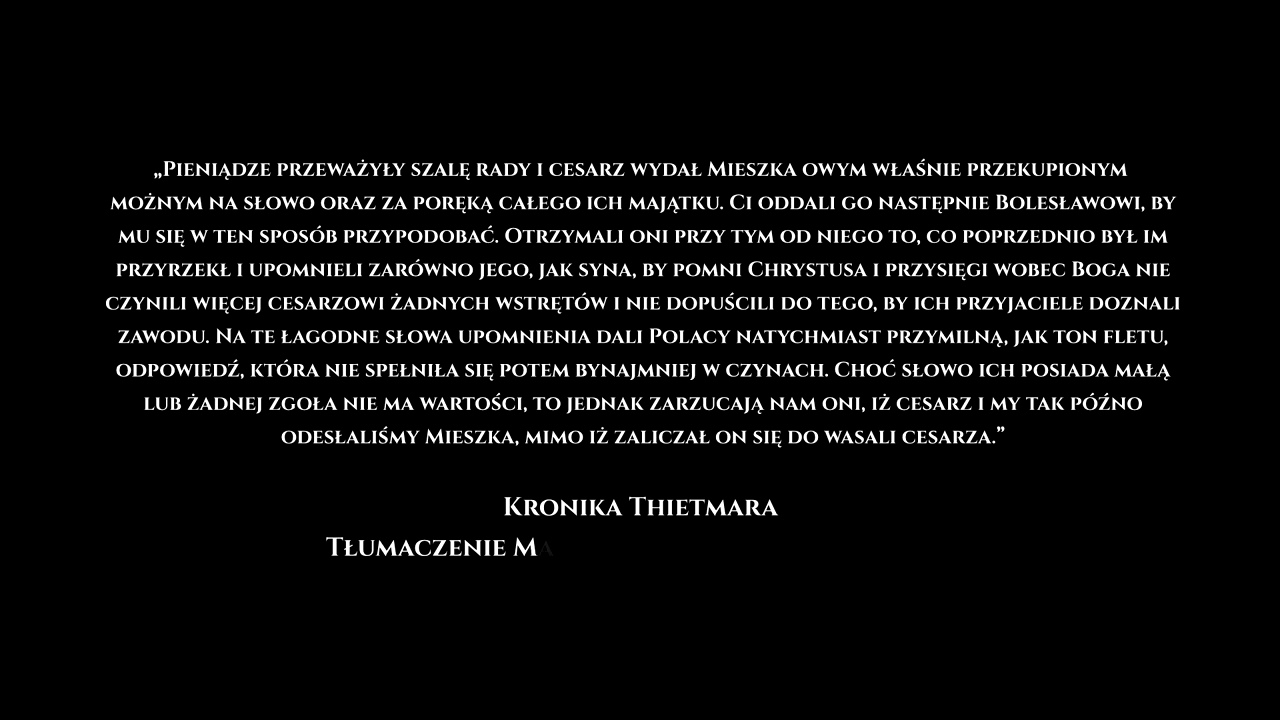 „Pieniądze przeważyły szalę rady i cesarz wydał Mieszka owym właśnie przekupionym
możnym na słowo oraz za poręką całego ich majątku. Ci oddali go następnie Bolesławowi, by
mu się w ten sposób przypodobać. Otrzymali oni przy tym od niego to, co poprzednio był im
przyrzekł i upomnieli zarówno jego, jak syna, by pomni Chrystusa i przysięgi wobec Boga nie
czynili więcej cesarzowi żadnych wstrętów i nie dopuścili do tego, by ich przyjaciele doznali
zawodu. Na te łagodne słowa upomnienia dali Polacy natychmiast przymilną, jak ton fletu,
odpowiedź, która nie spełniła się potem bynajmniej w czynach. Choć słowo ich posiada małą
lub żadnej zgoła nie ma wartości, to jednak zarzucają nam oni, iż cesarz i my tak późno
odesłaliśmy Mieszka, mimo iż zaliczał on się do wasali cesarza.”
Kronika Thietmara
Tłumaczenie Ma